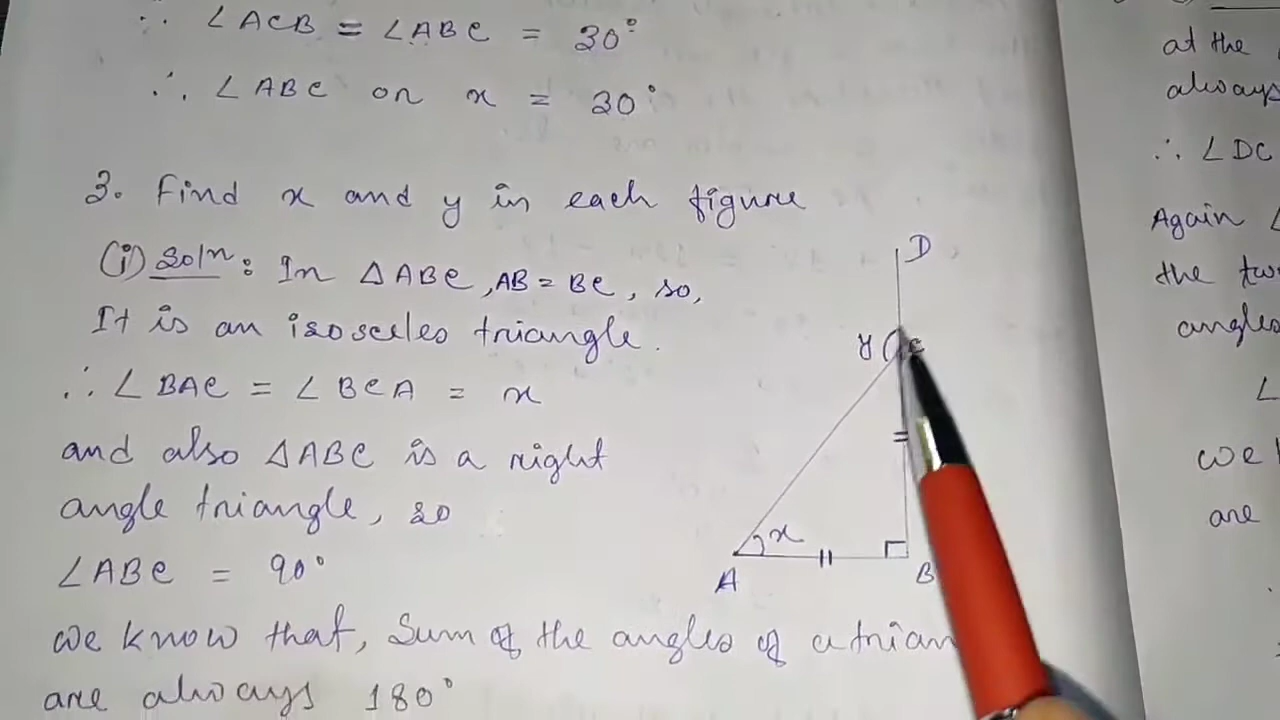 ∴ ∠ACB = ∠ABC = 30°
∴ ∠ABC or x = 30°
3. Find x and y in each figure
(i) Soln: In △ABC, AB = BC, so,
It is an isosceles triangle.
∴ ∠BAC = ∠BCA = x
and also △ABC is a right
angle triangle, so
∠ABC = 90°
we know that, Sum of the angles of a trian
are always 180°
D
y
C
x
A
B
at the
always
∴ ∠DC
Again ∠
the tw
angles
∠
we
are